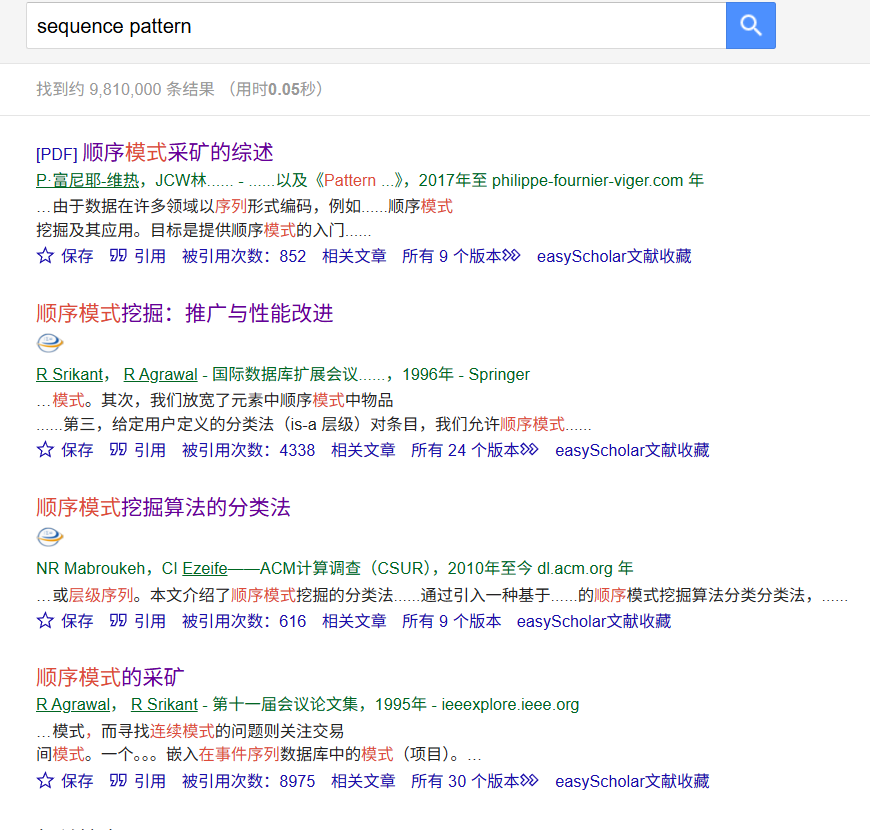 sequence pattern
找到约 9,810,000 条结果 （用时0.05秒）
[PDF] 顺序模式采矿的综述
P·富尼耶-维热，JCW林...... - ......以及《Pattern ...》，2017年至 philippe-fournier-viger.com 年
...由于数据在许多领域以序列形式编码，例如......顺序模式
挖掘及其应用。目标是提供顺序模式的入门......
保存 引用 被引用次数：852 相关文章 所有 9 个版本 easyScholar文献收藏
顺序模式挖掘：推广与性能改进
R Srikant， R Agrawal - 国际数据库扩展会议......，1996年 - Springer
...模式。其次，我们放宽了元素中顺序模式中物品
......第三，给定用户定义的分类法（is-a 层级）对条目，我们允许顺序模式......
保存 引用 被引用次数：4338 相关文章 所有 24 个版本 easyScholar文献收藏
顺序模式挖掘算法的分类法
NR Mabroukeh，CI Ezeife——ACM计算调查（CSUR），2010年至今 dl.acm.org 年
...或层级序列。本文介绍了顺序模式挖掘的分类法......通过引入一种基于......的顺序模式挖掘算法分类分类法，......
保存 引用 被引用次数：616 相关文章 所有 9 个版本 easyScholar文献收藏
顺序模式的采矿
R Agrawal， R Srikant - 第十一届会议论文集，1995年 - ieeexplore.ieee.org
...模式，而寻找连续模式的问题则关注交易
间模式。一个。。。嵌入在事件序列数据库中的模式（项目）。...
保存 引用 被引用次数：8975 相关文章 所有 30 个版本 easyScholar文献收藏